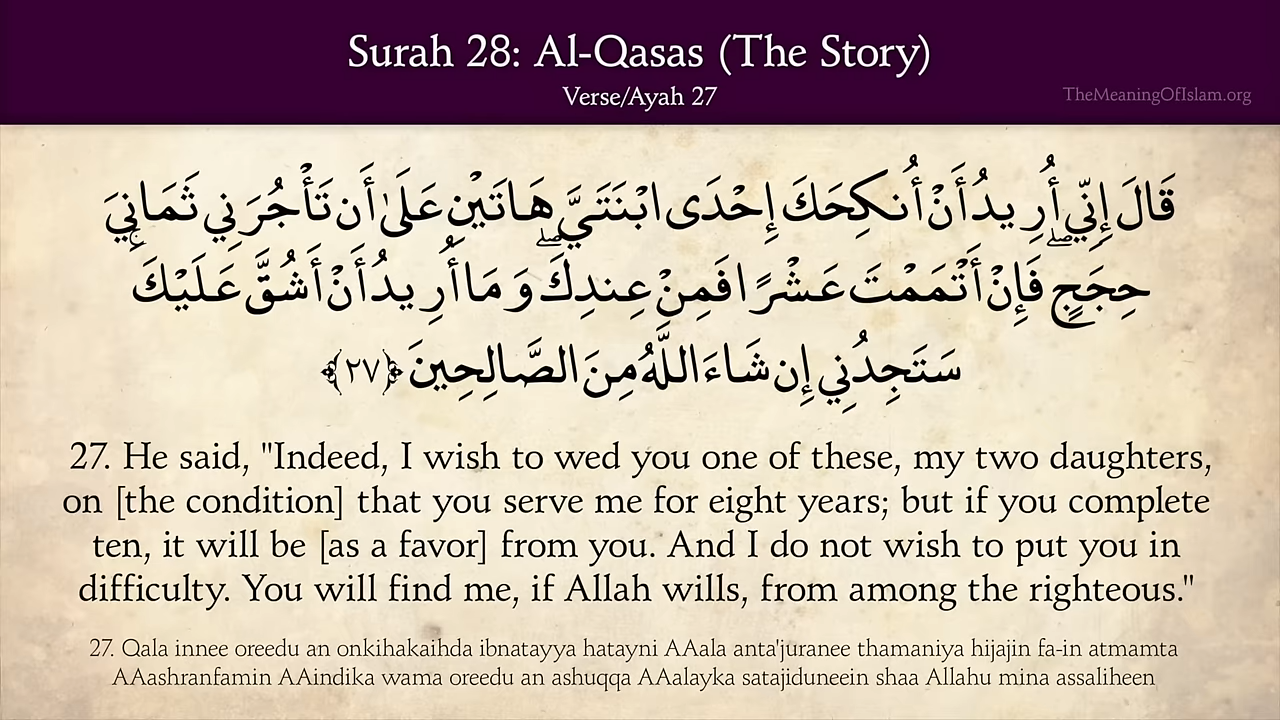 Surah 28: Al-Qasas (The Story)
Verse/Ayah 27
TheMeaningOfIslam.org
قَالَ إِنِّي أُرِيدُ أَنْ أُنكِحَكَ إِحْدَى ابْنَتَيَّ هَاتَيْنِ عَلَىٰ أَن تَأْجُرَنِي ثَمَانِيَ
حِجَجٍ ۖ فَإِنْ أَتْمَمْتَ عَشْرًا فَمِنْ عِندِكَ ۖ وَمَا أُرِيدُ أَنْ أَشُقَّ عَلَيْكَ ۚ
سَتَجِدُنِي إِن شَاءَ اللَّهُ مِنَ الصَّالِحِينَ ﴿٢٧﴾
27. He said, "Indeed, I wish to wed you one of these, my two daughters,
on [the condition] that you serve me for eight years; but if you complete
ten, it will be [as a favor] from you. And I do not wish to put you in
difficulty. You will find me, if Allah wills, from among the righteous."
27. Qala innee oreedu an onkihakaihda ibnatayya hatayni AAala anta'juranee thamaniya hijajin fa-in atmamta
AAashranfamin AAindika wama oreedu an ashuqqa AAalayka satajiduneein shaa Allahu mina assaliheen